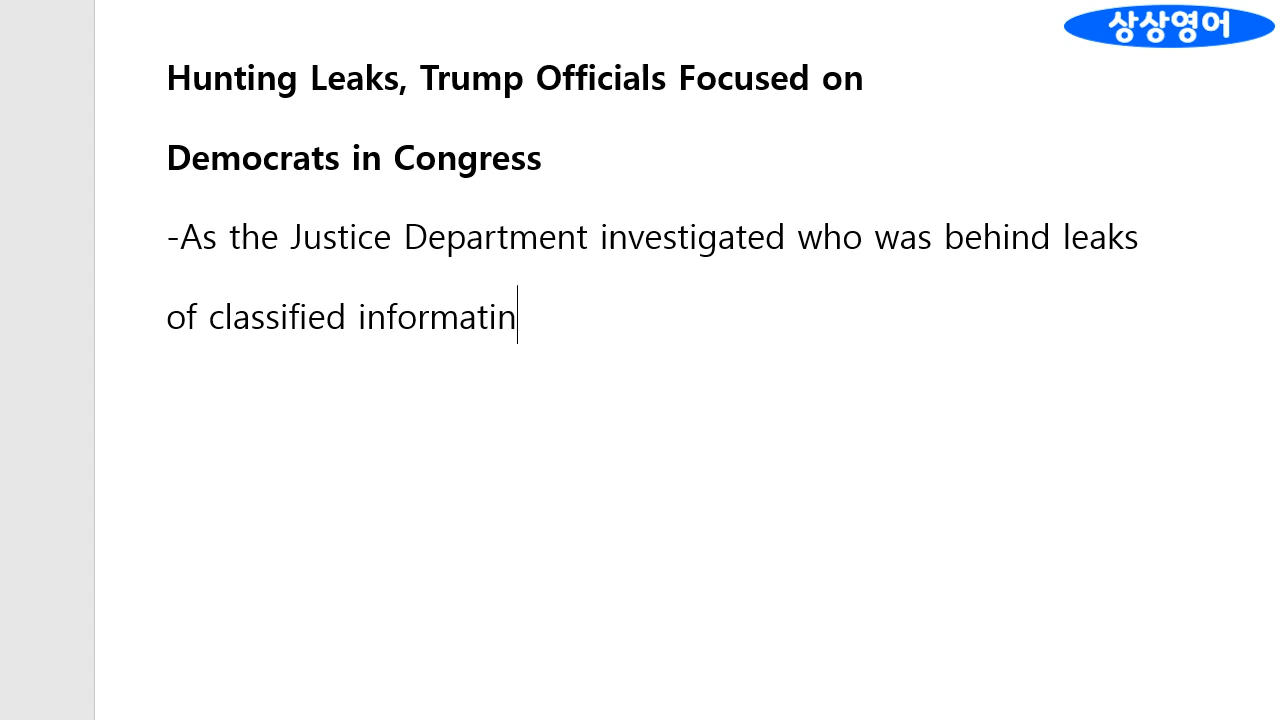 상상영어
Hunting Leaks, Trump Officials Focused on
Democrats in Congress
-As the Justice Department investigated who was behind leaks
of classified informatin